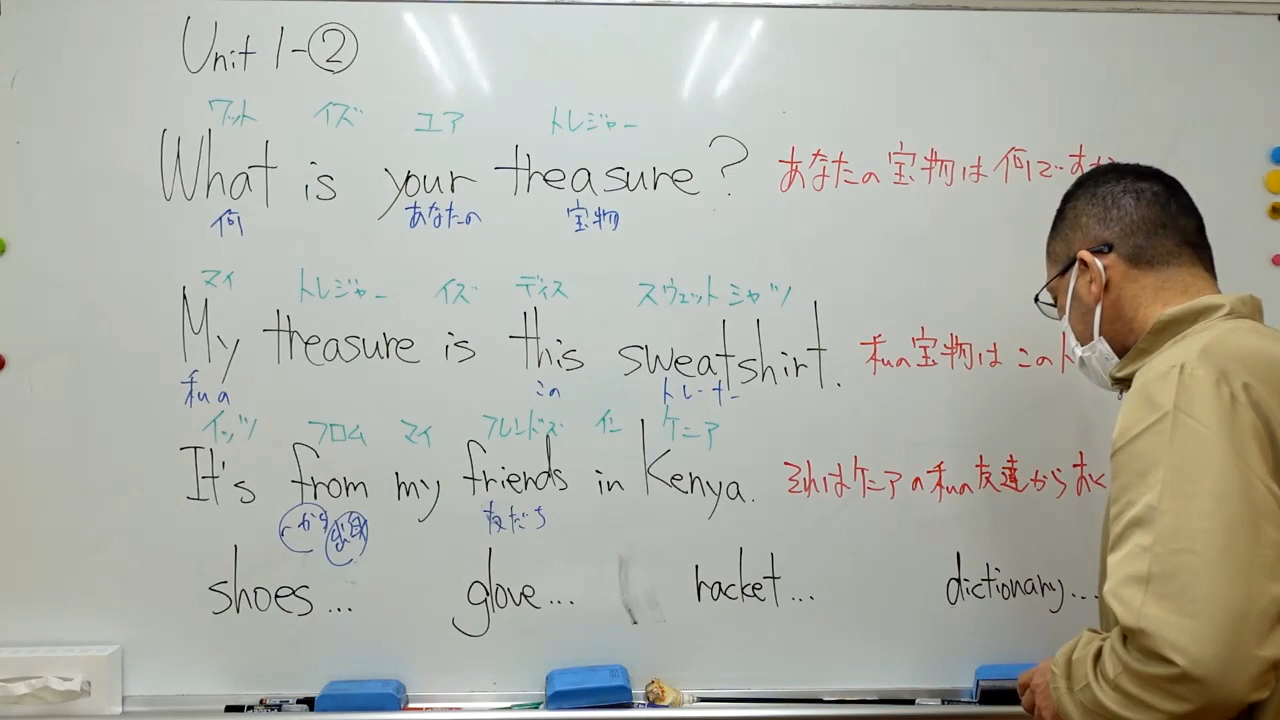 Unit 1-②
ワット イズ ユア トレジャー
What is your treasure? あなたの宝物は何ですか
何 あなたの 宝物
マイ トレジャー イズ ディス スウェットシャツ
My treasure is this sweatshirt. 私の宝物はこのト
私の この トレーナー
イッツ フロム マイ フレンドズ イン ケニア
It's from my friends in Kenya. それはケニアの私の友達からおく
~から 友だち
shoes... glove... racket... dictionary...